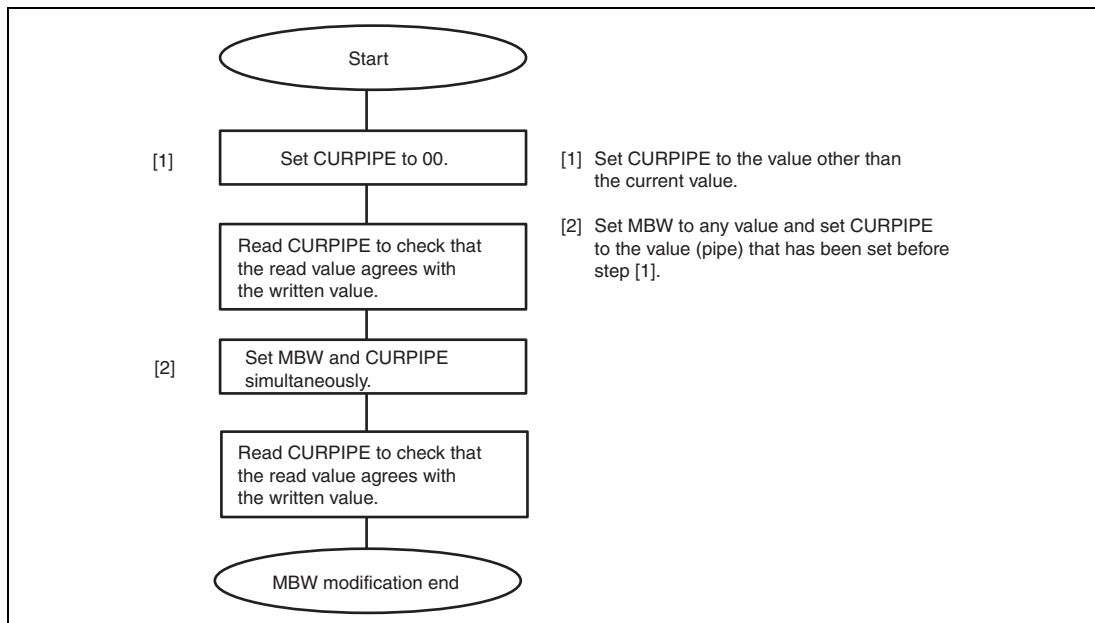 Start
[1]
Set CURPIPE to 00.
[1] Set CURPIPE to the value other than
the current value.
Read CURPIPE to check that
the read value agrees with
the written value.
[2] Set MBW to any value and set CURPIPE
to the value (pipe) that has been set before
step [1].
[2]
Set MBW and CURPIPE
simultaneously.
Read CURPIPE to check that
the read value agrees with
the written value.
MBW modification end